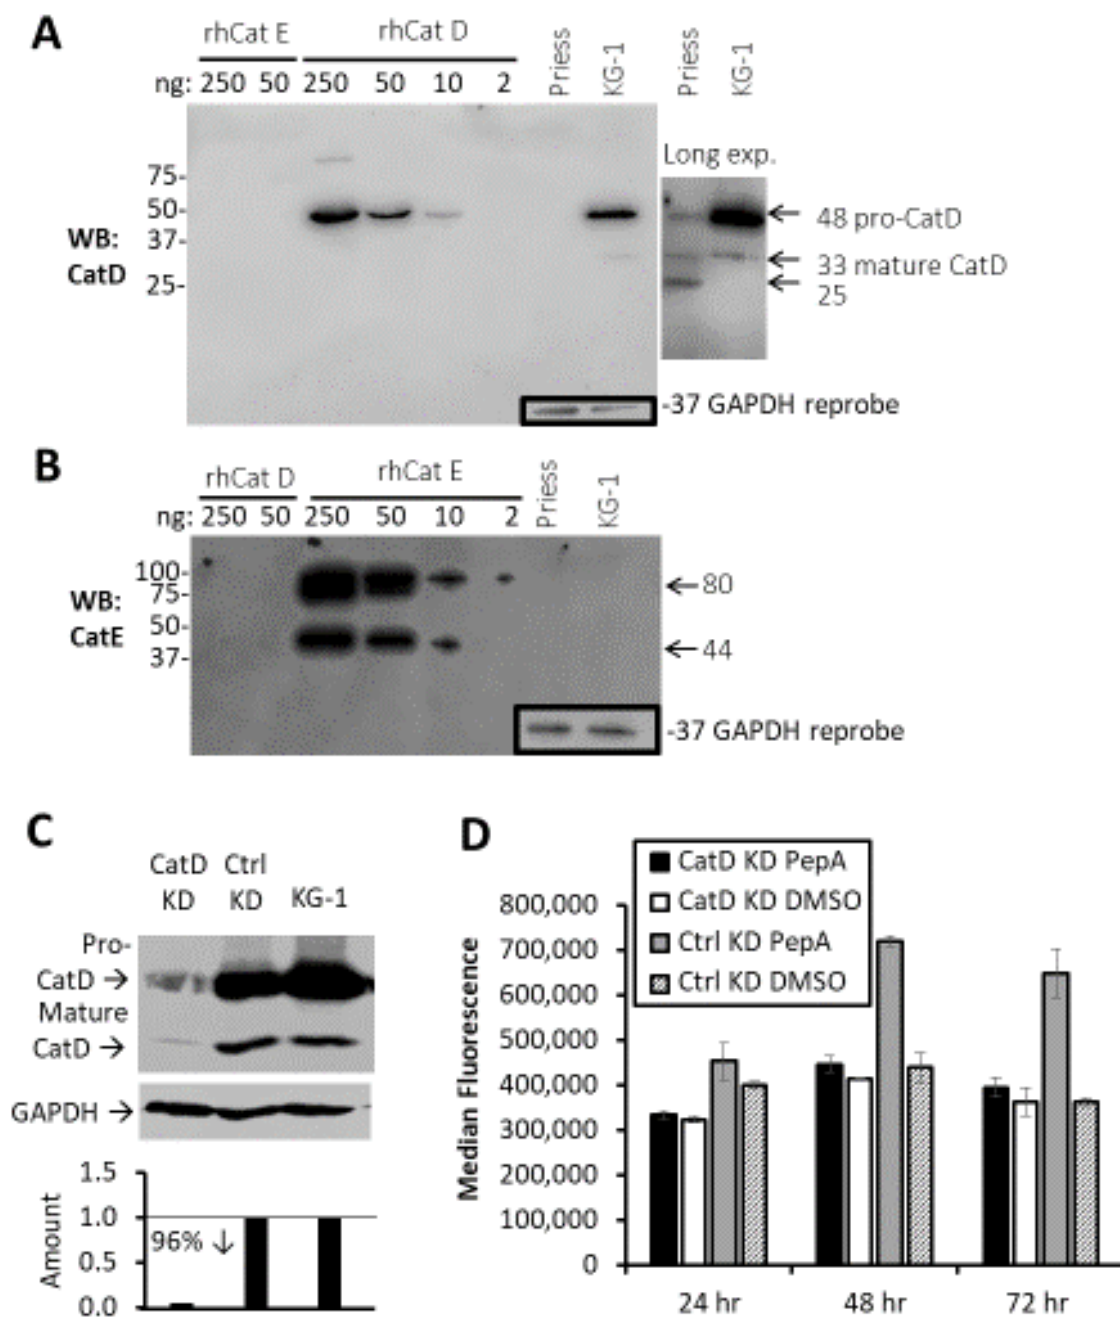 A
rhCat E
rhCat D
Priess
KG-1
Priess
KG-1
ng: 250 50 250 50 10 2
Long exp.
75-
50-
37-
25-
WB:
CatD
← 48 pro-CatD
← 33 mature CatD
← 25
-37 GAPDH reprobe
B
rhCat D
rhCat E
Priess
KG-1
ng: 250 50 250 50 10 2
100-
75-
50-
37-
WB:
CatE
←80
←44
-37 GAPDH reprobe
C
CatD
KD
Ctrl
KD
KG-1
Pro-
CatD →
Mature
CatD →
GAPDH →
Amount
1.5
1.0
0.5
0.0
96% ↓
D
CatD KD PepA
CatD KD DMSO
Ctrl KD PepA
Ctrl KD DMSO
Median Fluorescence
800,000
700,000
600,000
500,000
400,000
300,000
200,000
100,000
0
24 hr
48 hr
72 hr